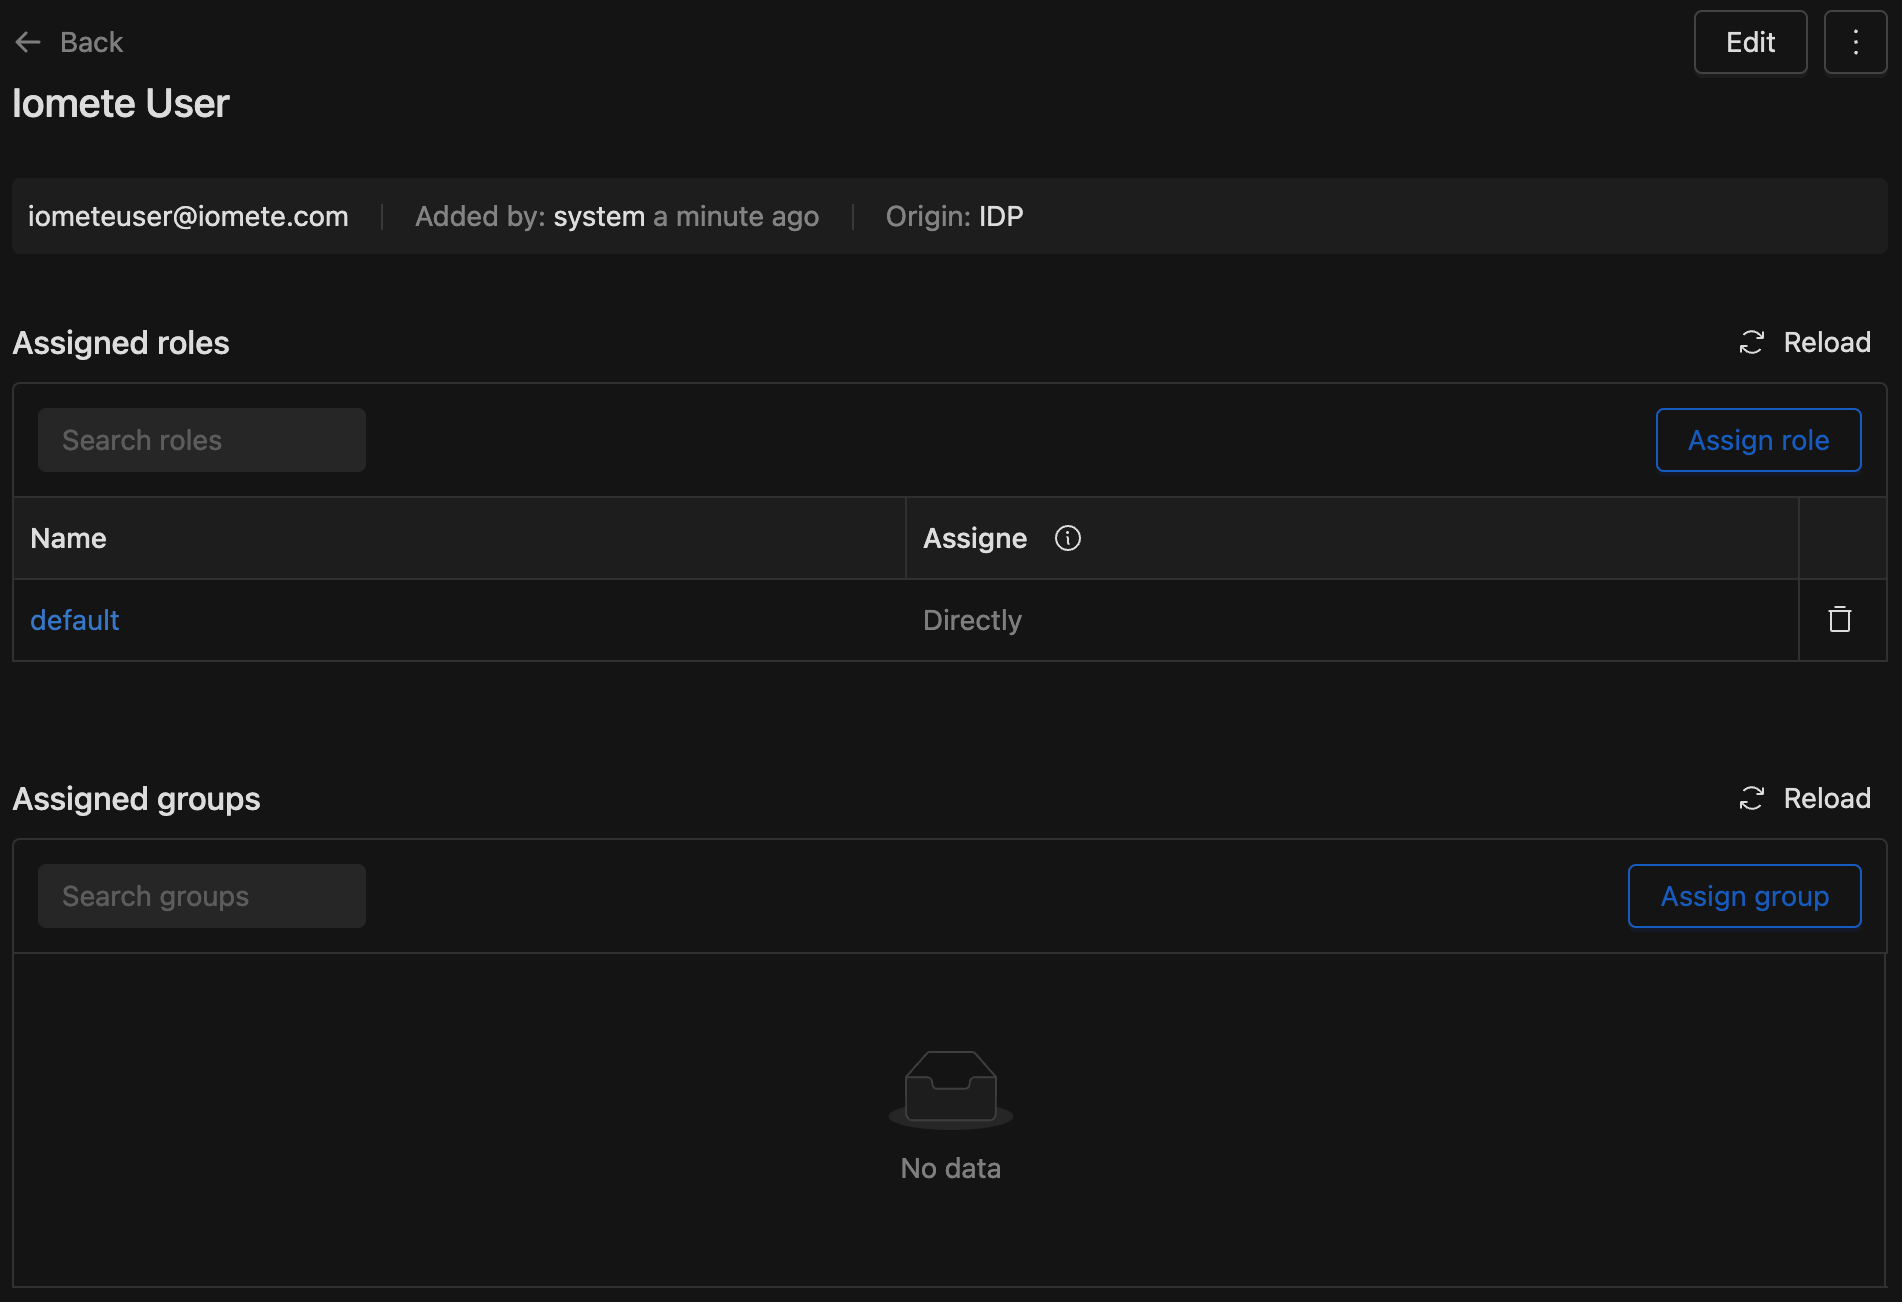 Back
Edit
Iomete User
iometeuser@iomete.com Added by: system a minute ago Origin: IDP
Assigned roles
Reload
Search roles
Assign role
Name Assigne
default Directly
Assigned groups
Reload
Search groups
Assign group
No data